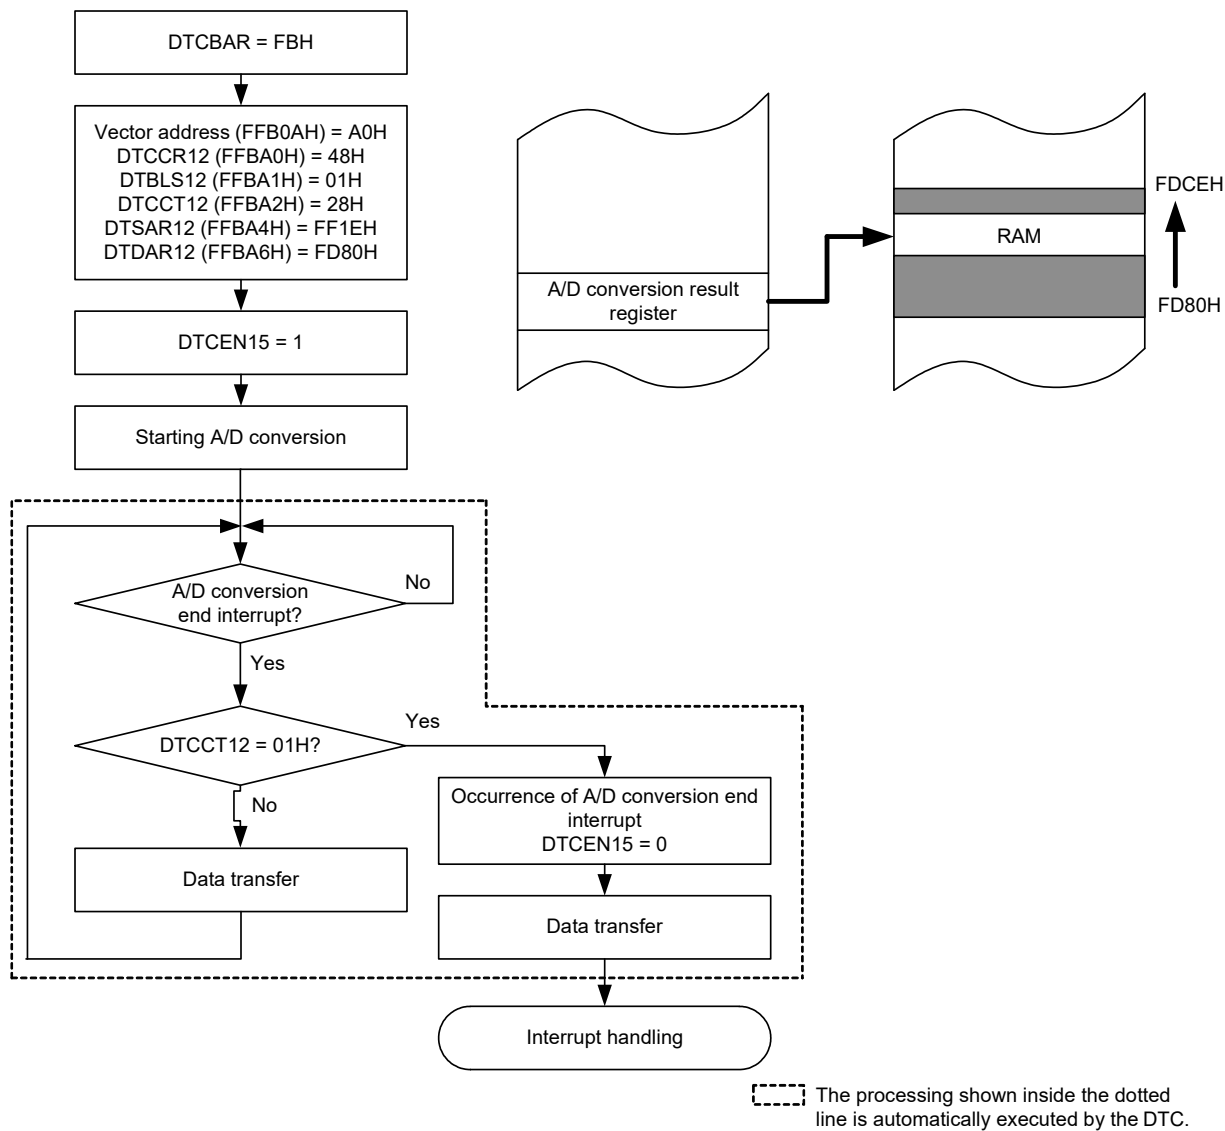 DTCBAR = FBH
Vector address (FFB0AH) = A0H
DTCCR12 (FFBA0H) = 48H
DTBLS12 (FFBA1H) = 01H
DTCCT12 (FFBA2H) = 28H
DTSAR12 (FFBA4H) = FF1EH
DTDAR12 (FFBA6H) = FD80H
DTCEN15 = 1
Starting A/D conversion
A/D conversion
end interrupt?
No
Yes
DTCCT12 = 01H?
Yes
No
Data transfer
Occurrence of A/D conversion end
interrupt
DTCEN15 = 0
Data transfer
Interrupt handling
A/D conversion result
register
RAM
FDCEH
FD80H
The processing shown inside the dotted
line is automatically executed by the DTC.